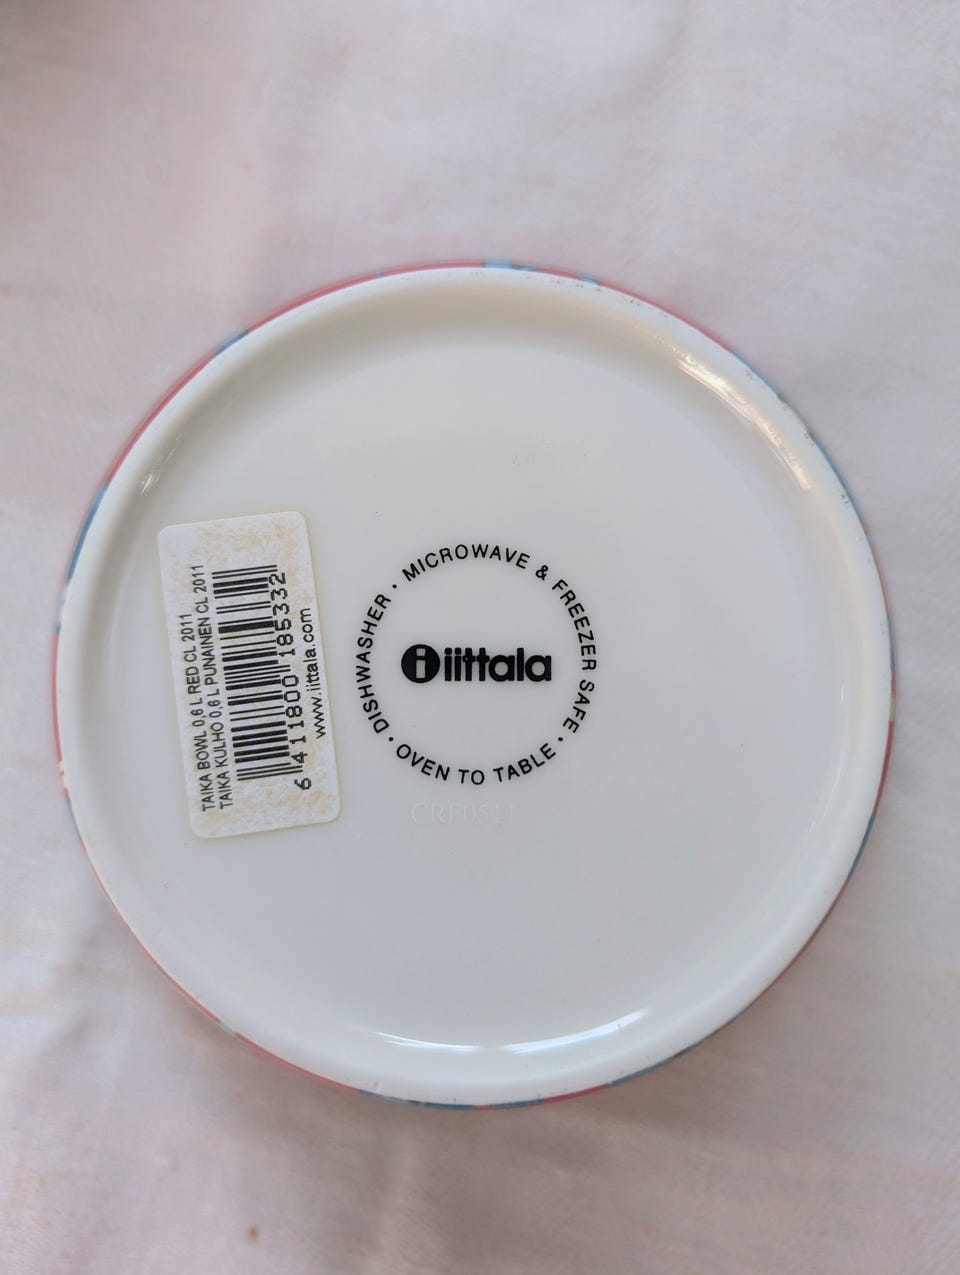 TAIKA BOWL 0,6 L RED CL 2011
TAIKA KULHO 0,6 L PUNAINEN CL 2011
6 411800 185332
www.iittala.com
DISHWASHER · MICROWAVE & FREEZER SAFE · OVEN TO TABLE ·
i iittala
CRF0511